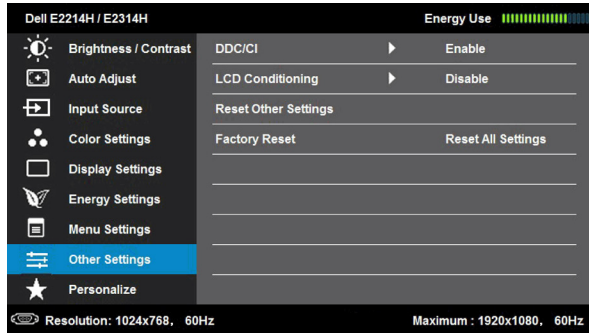 Dell E2214H / E2314H Energy Use
Brightness / Contrast DDC/CI Enable
Auto Adjust LCD Conditioning Disable
Input Source Reset Other Settings
Color Settings Factory Reset Reset All Settings
Display Settings
Energy Settings
Menu Settings
Other Settings
Personalize
Resolution: 1024x768, 60Hz Maximum : 1920x1080, 60Hz